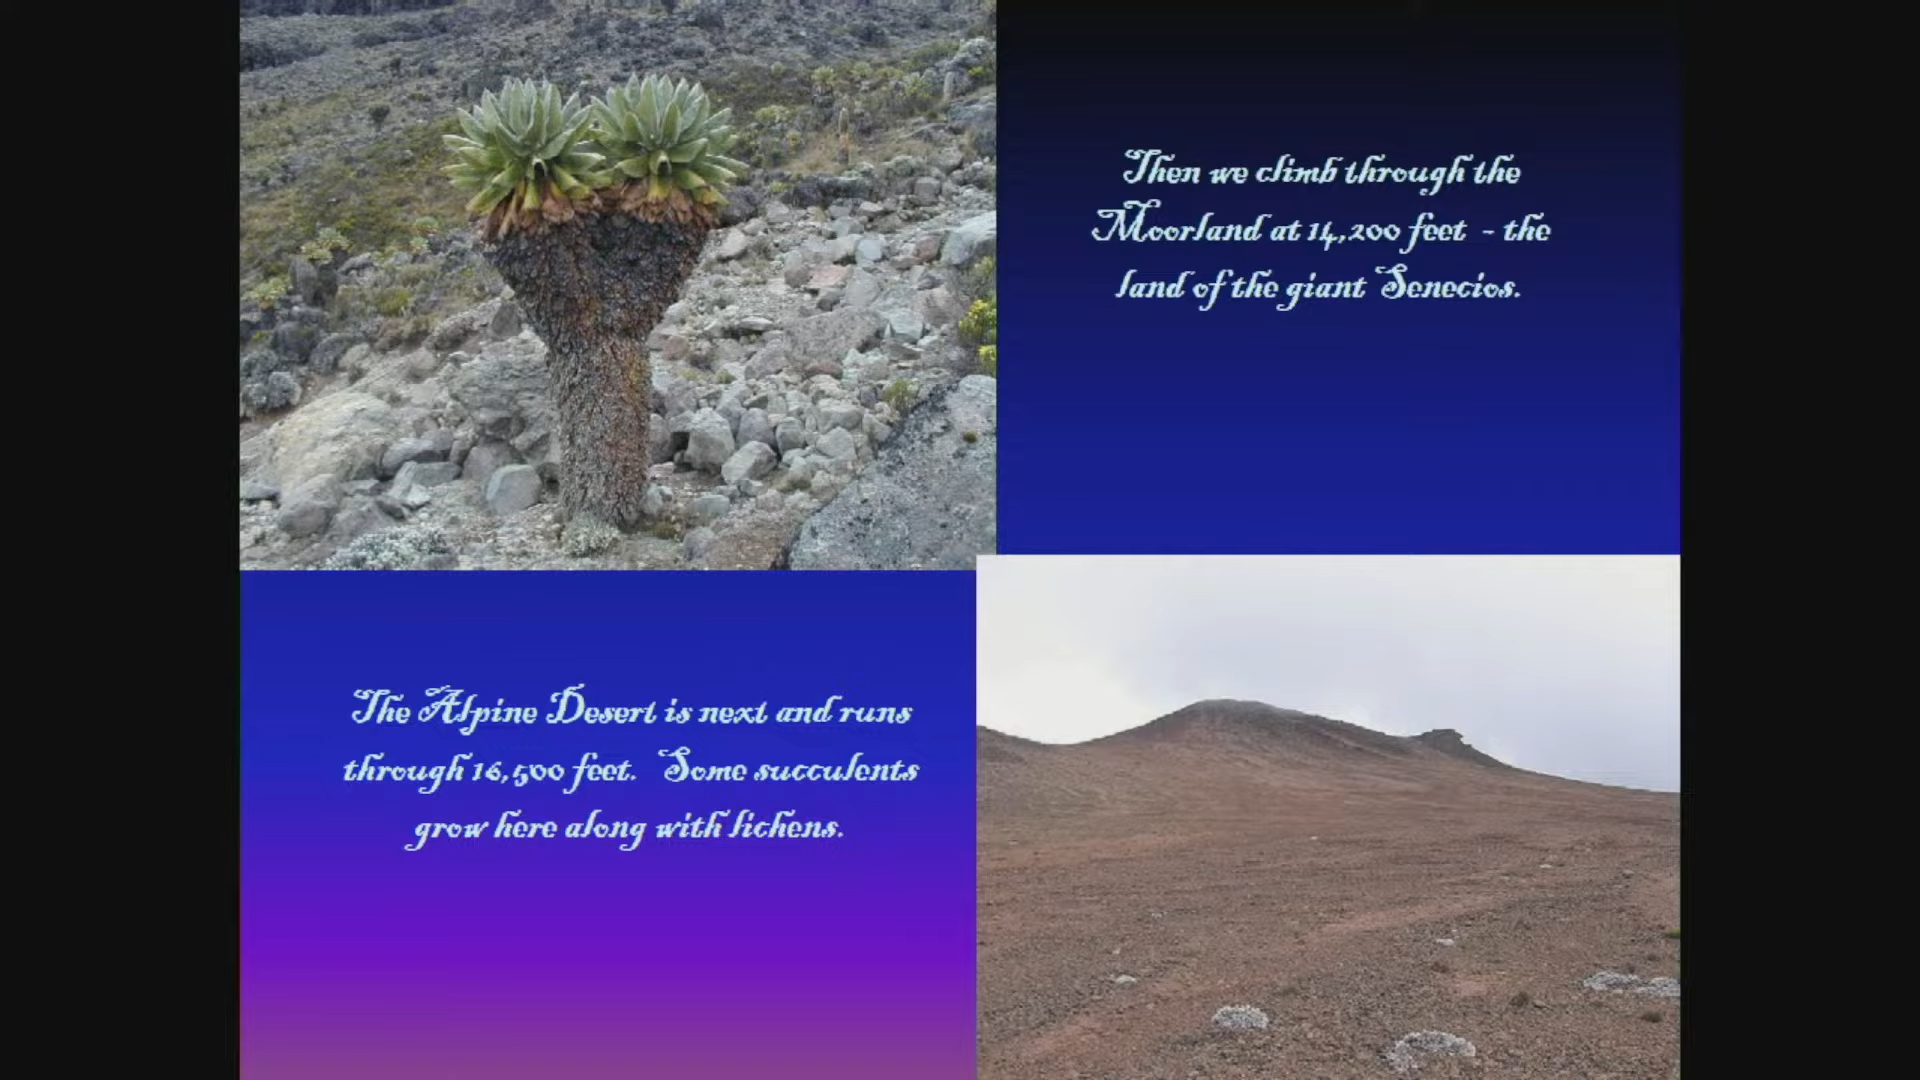 Then we climb through the
Moorland at 14,200 feet - the
land of the giant Senecios.
The Alpine Desert is next and runs
through 16,500 feet. Some succulents
grow here along with lichens.